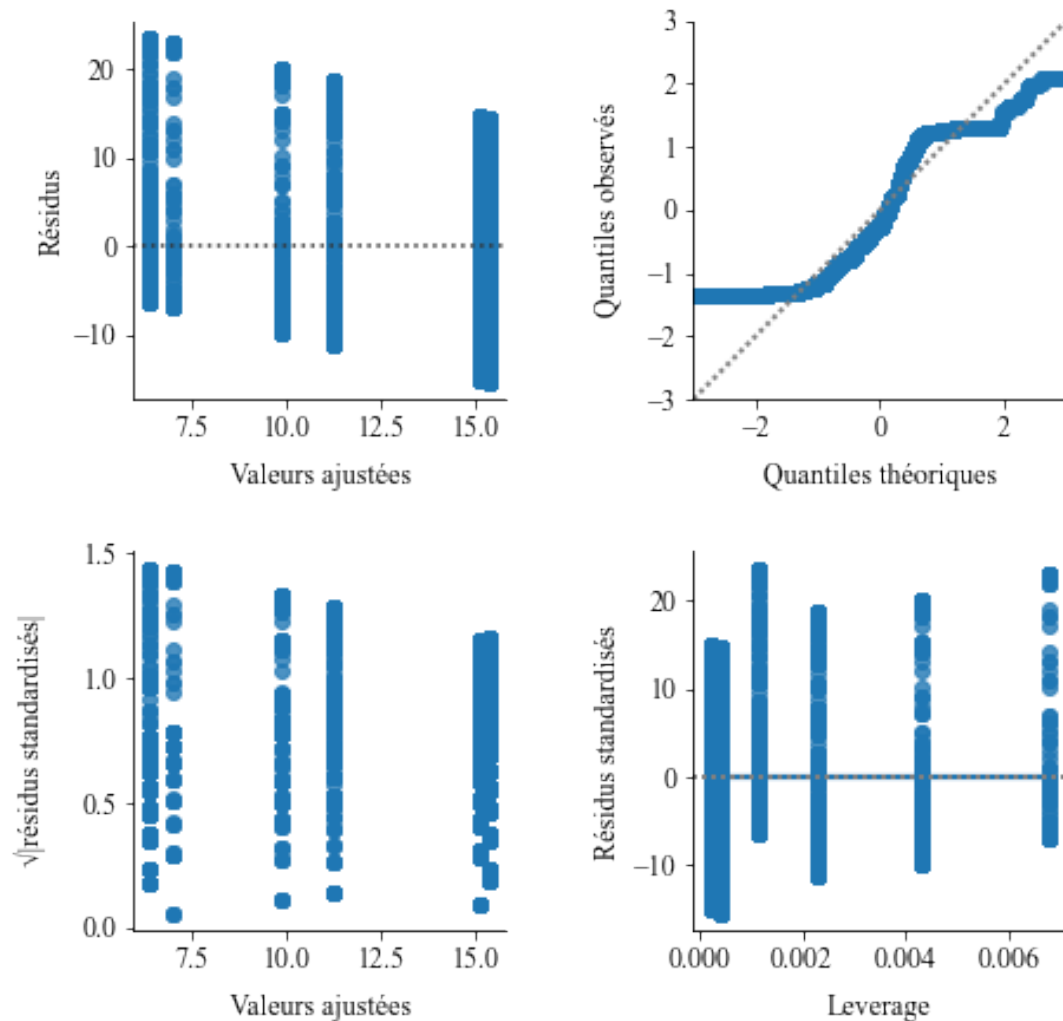 20
10
0
−10
Résidus
7.5 10.0 12.5 15.0
Valeurs ajustées
3
2
1
0
−1
−2
−3
Quantiles observés
−2 0 2
Quantiles théoriques
1.5
1.0
0.5
0.0
√|résidus standardisés|
7.5 10.0 12.5 15.0
Valeurs ajustées
20
10
0
−10
Résidus standardisés
0.000 0.002 0.004 0.006
Leverage